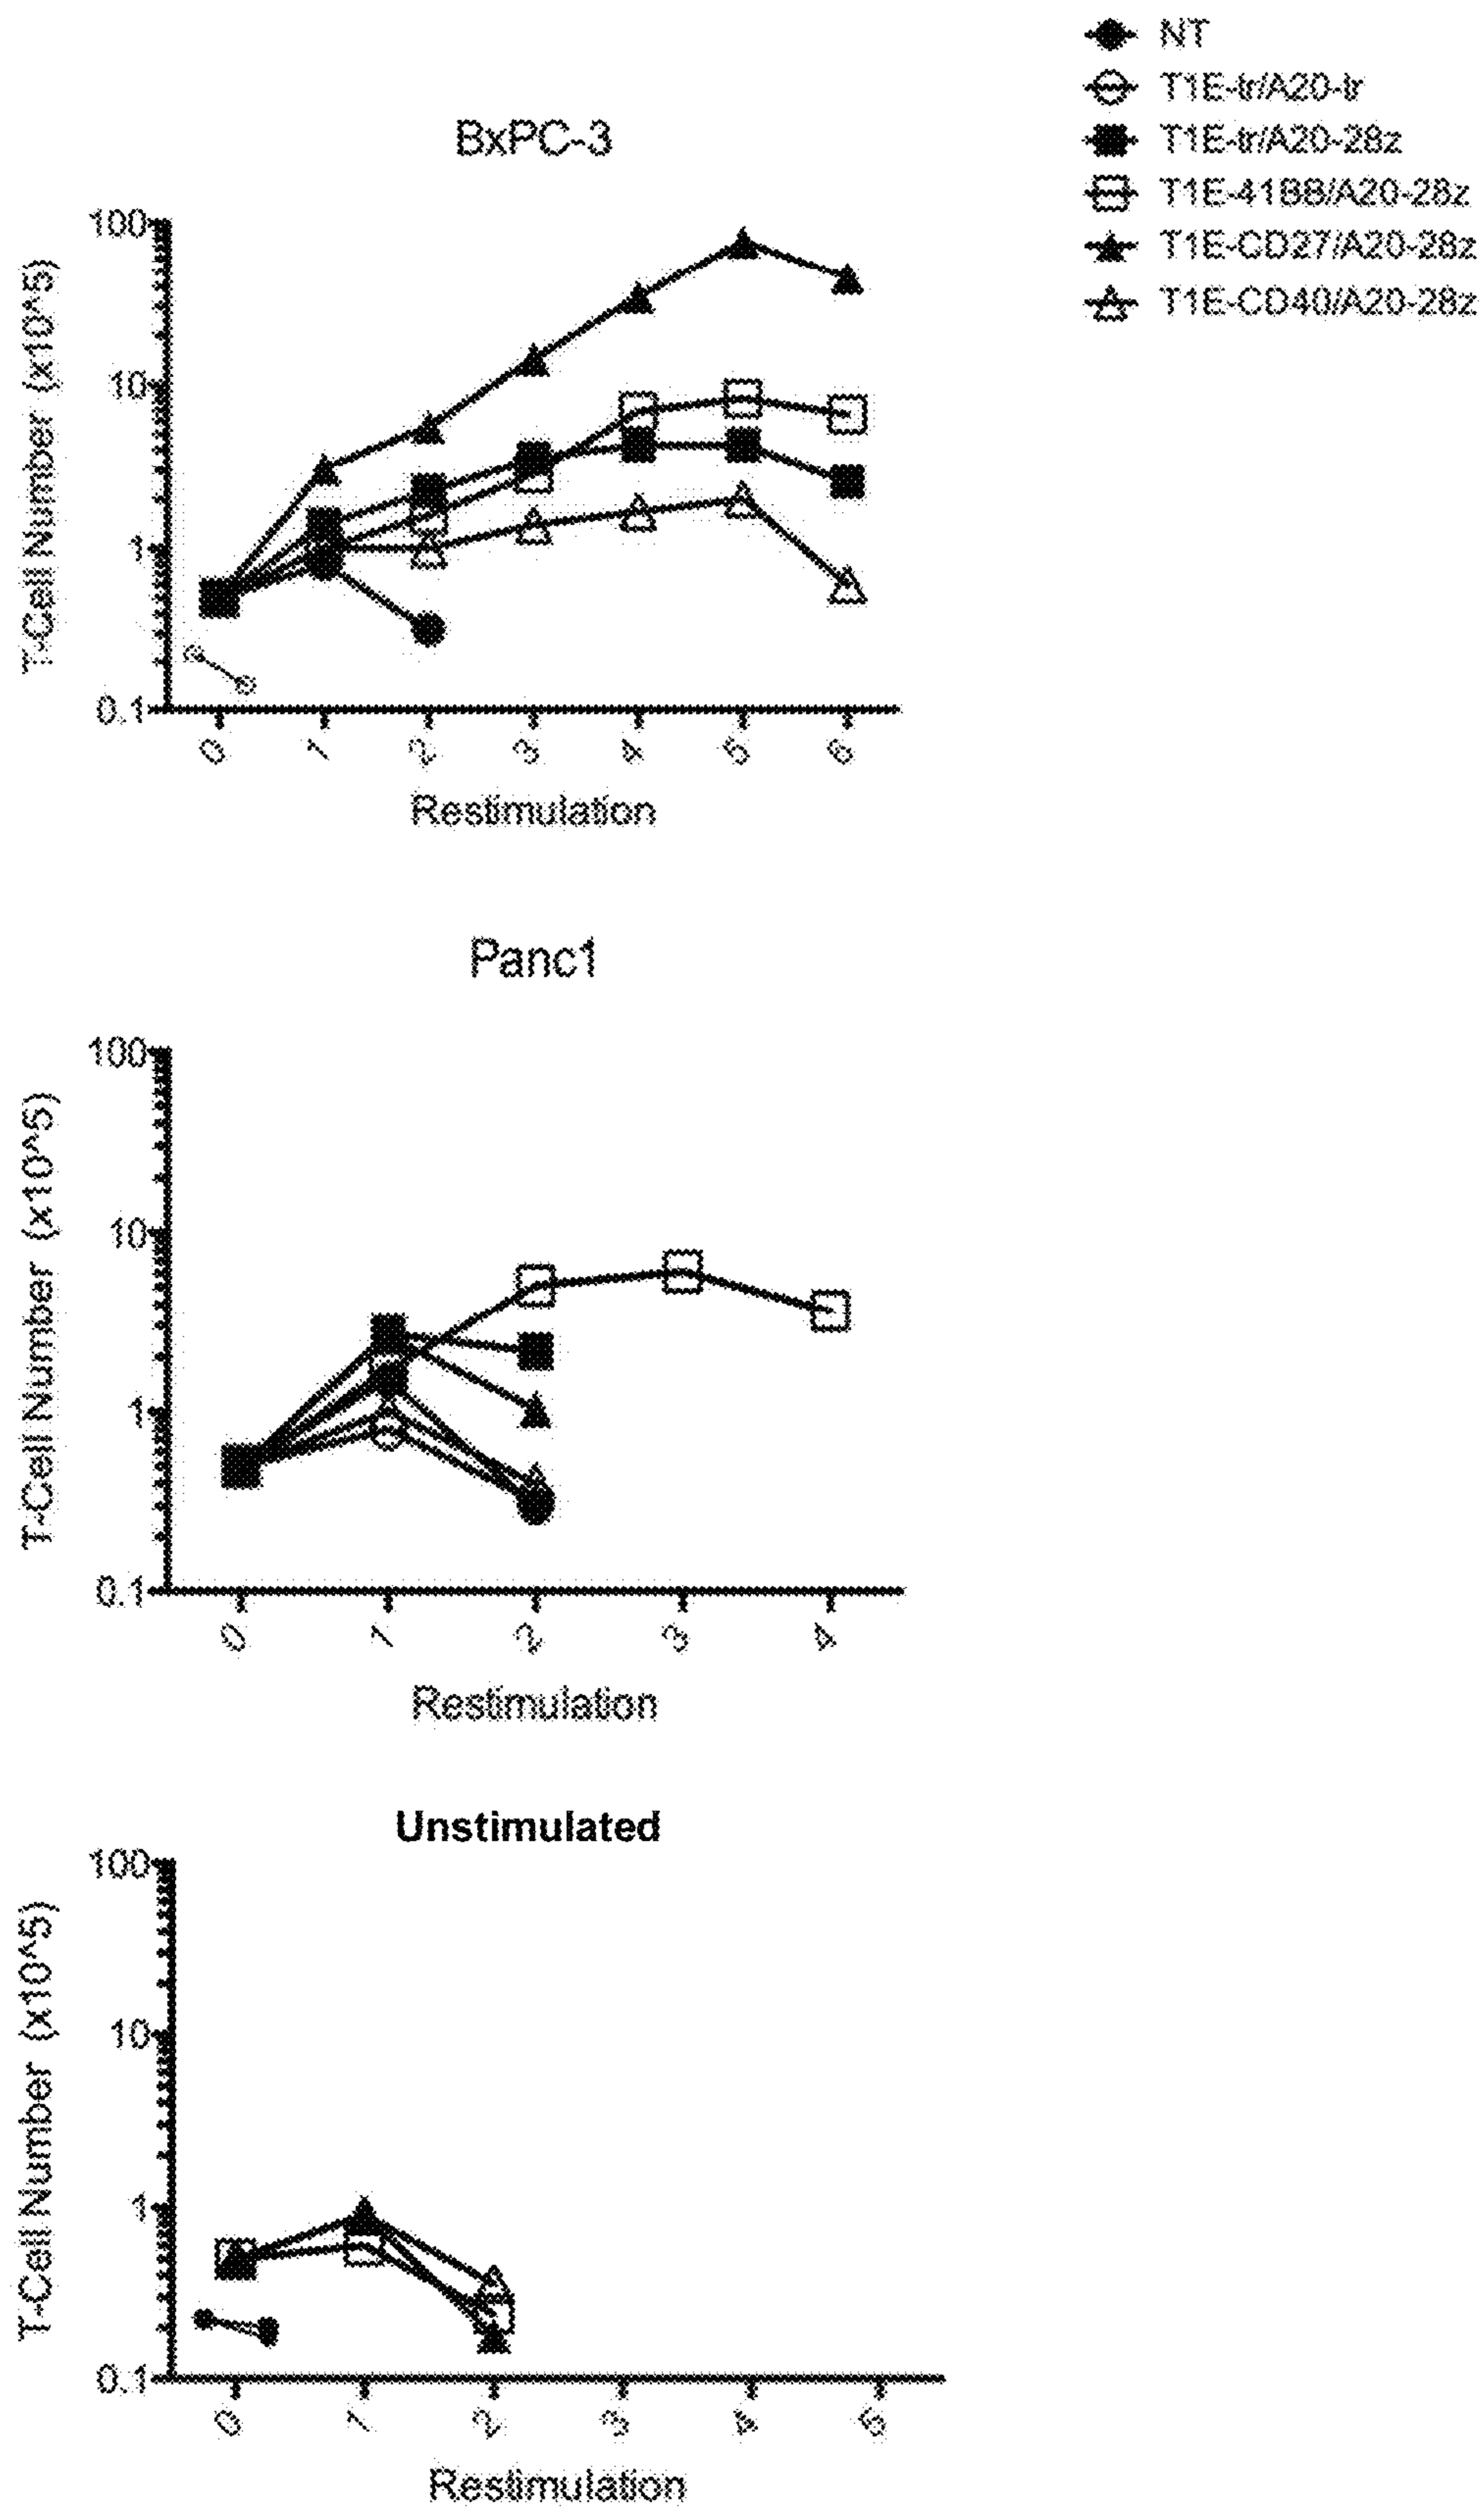 NT
T1E-tr/A20-tr
T1E-tr/A20-28z
T1E-41BB/A20-28z
T1E-CD27/A20-28z
T1E-CD40/A20-28z
BxPC-3
100
10
1
0.1
T-Cell Number (x10^5)
0 1 2 3 4 5 6
Restimulation
Panc1
100
10
1
0.1
T-Cell Number (x10^5)
0 1 2 3 4
Restimulation
Unstimulated
100
10
1
0.1
T-Cell Number (x10^5)
0 1 2 3 4 5
Restimulation